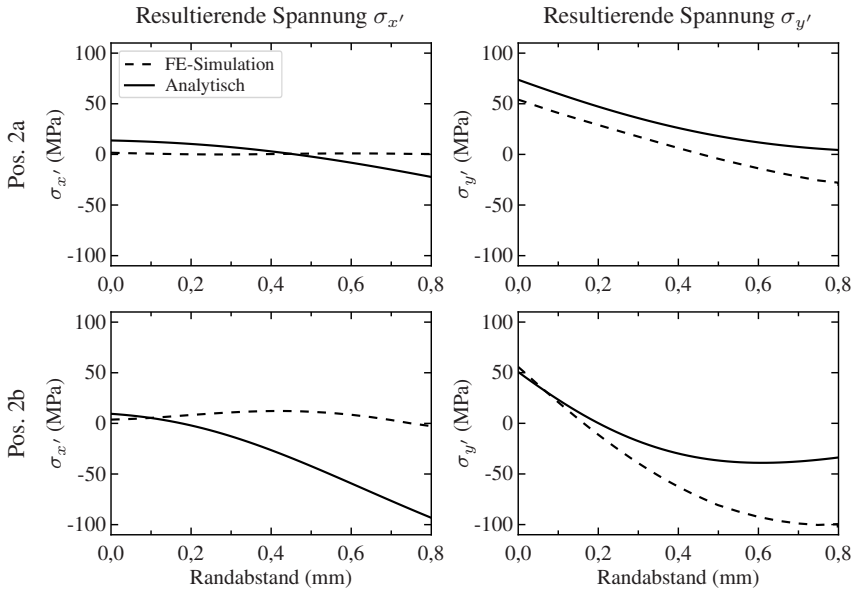 Resultierende Spannung σx′
Resultierende Spannung σy′
Pos. 2a
σx′ (MPa)
100
50
0
-50
-100
FE-Simulation
Analytisch
0,0 0,2 0,4 0,6 0,8
σy′ (MPa)
100
50
0
-50
-100
0,0 0,2 0,4 0,6 0,8
Pos. 2b
σx′ (MPa)
100
50
0
-50
-100
0,0 0,2 0,4 0,6 0,8
Randabstand (mm)
σy′ (MPa)
100
50
0
-50
-100
0,0 0,2 0,4 0,6 0,8
Randabstand (mm)